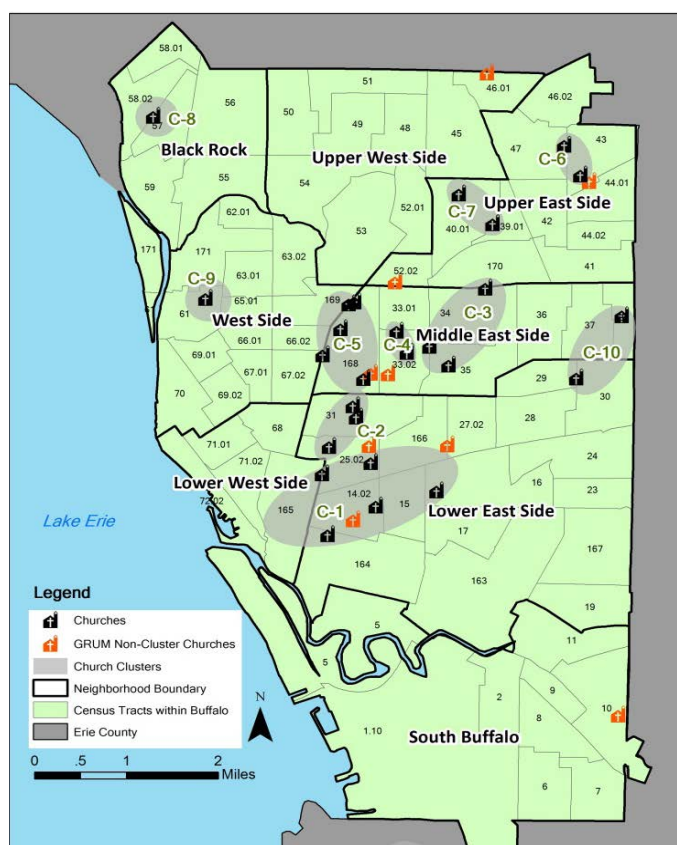 58.01
51
46.01
46.02
58.02
56
50
C-8
57
49
48
45
47
43
Black Rock
Upper West Side
C-6
55
54
44.01
59
C-7
Upper East Side
62.01
52.01
40.01
39.01
42
53
44.02
171
171
63.02
170
41
63.01
52.02
C-9
61
65.01
169
33.01
34
C-3
36
37
West Side
Middle East Side
C-5
C-4
C-10
66.01
66.02
69.01
67.01
67.02
168
33.02
35
29
30
70
69.02
31
28
27.02
68
C-2
166
71.01
25.02
24
71.02
Lower West Side
14.02
16
23
72.02
165
C-1
15
Lower East Side
Lake Erie
17
167
164
163
Legend
19
Churches
5
GRUM Non-Cluster Churches
11
Church Clusters
5
Neighborhood Boundary
N
9
Census Tracts within Buffalo
2
10
8
Erie County
1.10
South Buffalo
0 .5 1 2
Miles
6
7